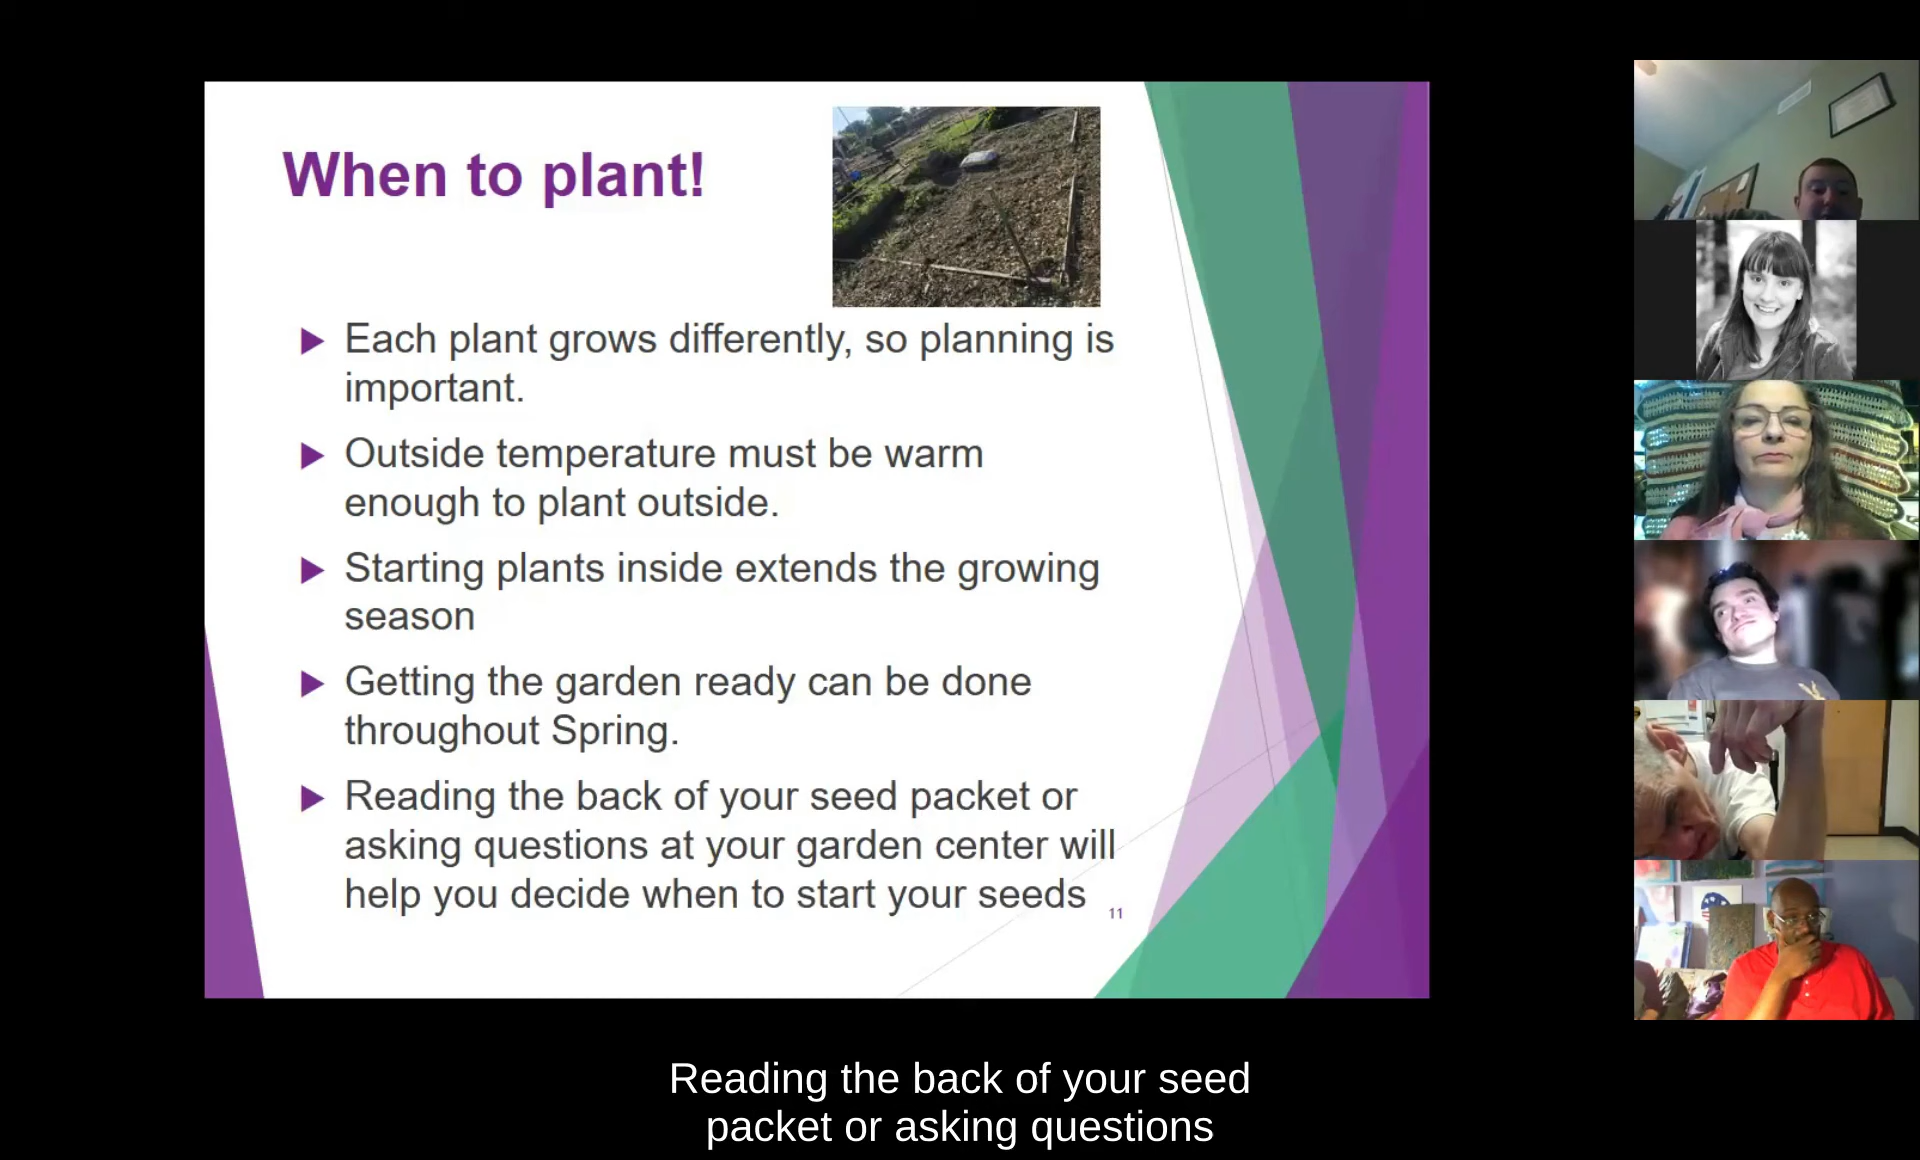 When to plant!
Each plant grows differently, so planning is
important.
Outside temperature must be warm
enough to plant outside.
Starting plants inside extends the growing
season
Getting the garden ready can be done
throughout Spring.
Reading the back of your seed packet or
asking questions at your garden center will
help you decide when to start your seeds
11
Reading the back of your seed
packet or asking questions